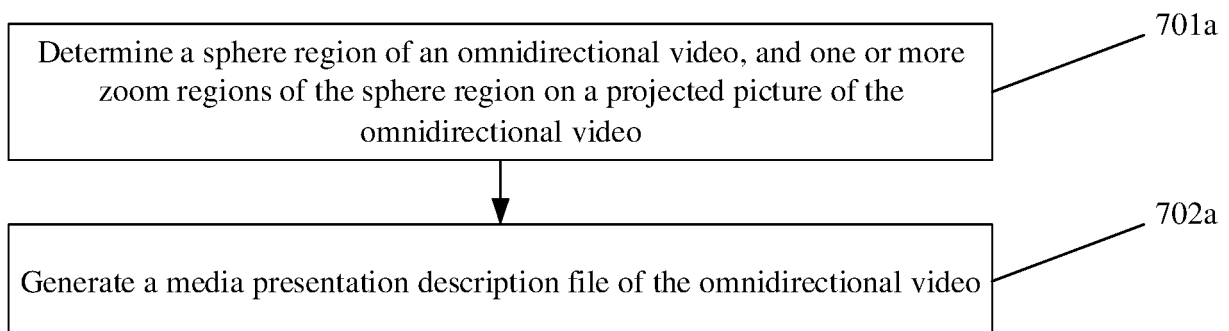 701a
Determine a sphere region of an omnidirectional video, and one or more
zoom regions of the sphere region on a projected picture of the
omnidirectional video
702a
Generate a media presentation description file of the omnidirectional video